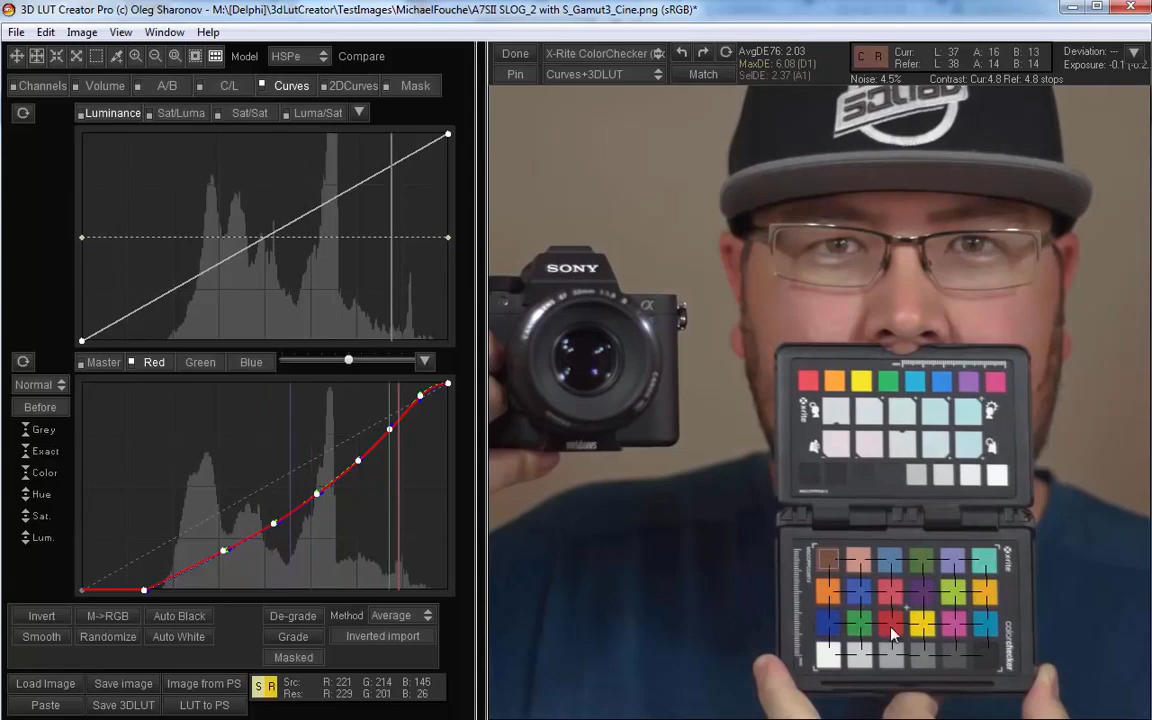 3D LUT Creator Pro (c) Oleg Sharonov - M:\[Delphi]\3dLutCreator\TestImages\MichaelFouche\A7SII SLOG_2 with S_Gamut3_Cine.png (sRGB)*
File Edit Image View Window Help
Model HSPe Compare
Channels Volume A/B C/L Curves 2DCurves Mask
Luminance Sat/Luma Sat/Sat Luma/Sat
Master Red Green Blue
Normal
Before
Grey
Exact
Color
Hue
Sat.
Lum.
Invert M->RGB Auto Black De-grade Method Average
Smooth Randomize Auto White Grade Inverted import
Masked
Load Image Save image Image from PS S R Src: R: 221 G: 214 B: 145
Paste Save 3DLUT LUT to PS Res: R: 229 G: 201 B: 26
Done X-Rite ColorChecker ( AvgDE76: 2.03 C R Curr: L: 37 A: 16 B: 13 Deviation: ---
MaxDE: 6.08 (D1)
Pin Curves+3DLUT Match SelDE: 2.37 (A1) Refer: L: 38 A: 14 B: 14 Exposure: -0.1 (-0.2
Noise: 4.5% Contrast: Cur:4.8 Ref: 4.8 stops
SONY
α
x-rite
x-rite
colorchecker